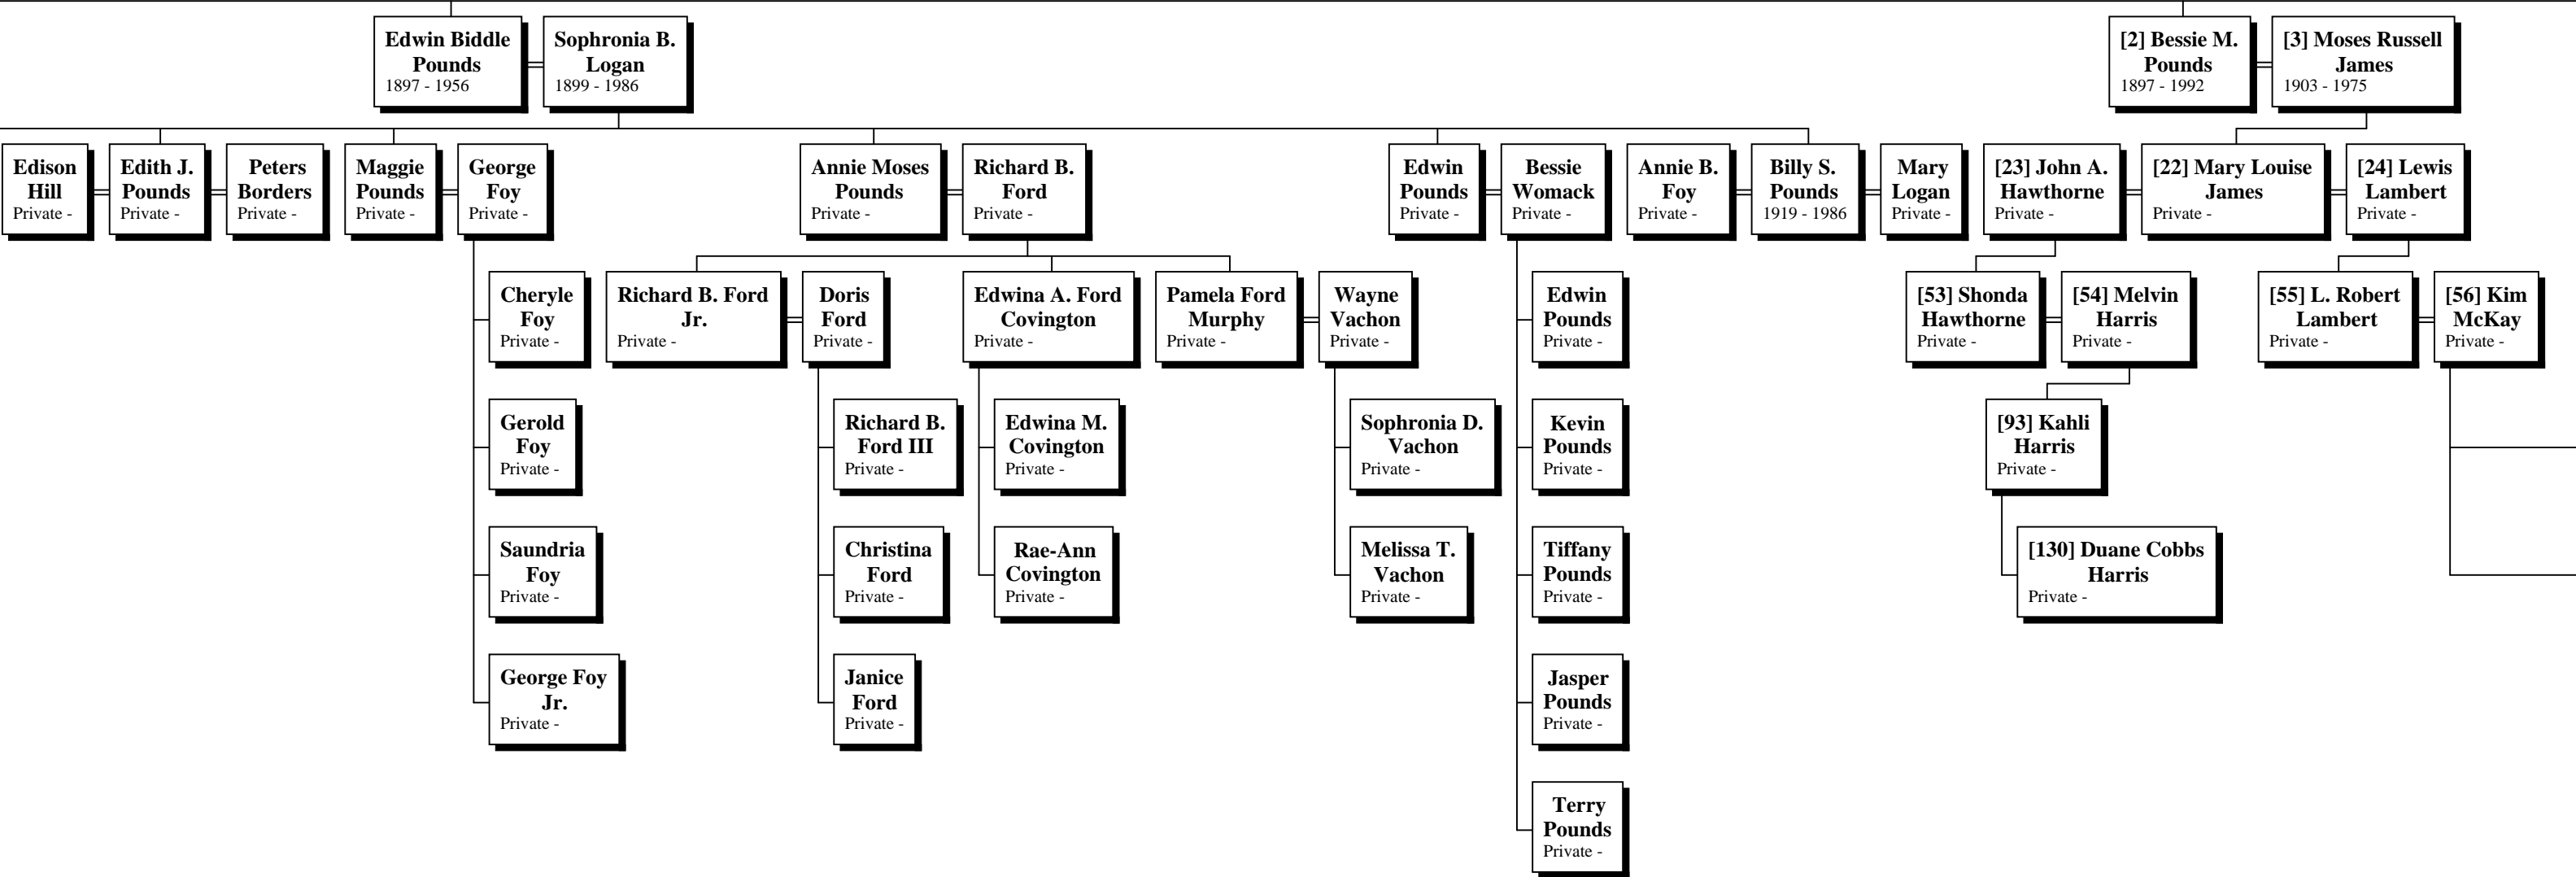 Edwin Biddle
Pounds
1897 - 1956
Sophronia B.
Logan
1899 - 1986
[2] Bessie M.
Pounds
1897 - 1992
[3] Moses Russell
James
1903 - 1975
Edison
Hill
Private -
Edith J.
Pounds
Private -
Peters
Borders
Private -
Maggie
Pounds
Private -
George
Foy
Private -
Annie Moses
Pounds
Private -
Richard B.
Ford
Private -
Edwin
Pounds
Private -
Bessie
Womack
Private -
Annie B.
Foy
Private -
Billy S.
Pounds
1919 - 1986
Mary
Logan
Private -
[23] John A.
Hawthorne
Private -
[22] Mary Louise
James
Private -
[24] Lewis
Lambert
Private -
Cheryle
Foy
Private -
Richard B. Ford
Jr.
Private -
Doris
Ford
Private -
Edwina A. Ford
Covington
Private -
Pamela Ford
Murphy
Private -
Wayne
Vachon
Private -
Edwin
Pounds
Private -
[53] Shonda
Hawthorne
Private -
[54] Melvin
Harris
Private -
[55] L. Robert
Lambert
Private -
[56] Kim
McKay
Private -
Gerold
Foy
Private -
Richard B.
Ford III
Private -
Edwina M.
Covington
Private -
Sophronia D.
Vachon
Private -
Kevin
Pounds
Private -
[93] Kahli
Harris
Private -
Saundria
Foy
Private -
Christina
Ford
Private -
Rae-Ann
Covington
Private -
Melissa T.
Vachon
Private -
Tiffany
Pounds
Private -
[130] Duane Cobbs
Harris
Private -
George Foy
Jr.
Private -
Janice
Ford
Private -
Jasper
Pounds
Private -
Terry
Pounds
Private -